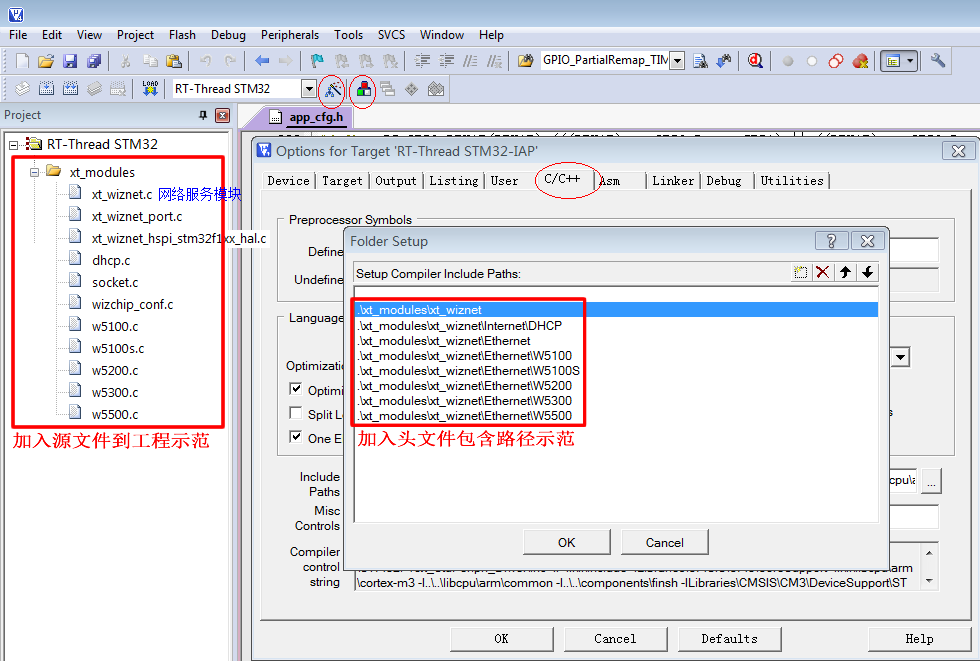 File Edit View Project Flash Debug Peripherals Tools SVCS Window Help
GPIO_PartialRemap_TIM
LOAD
RT-Thread STM32
Project
app_cfg.h
RT-Thread STM32
xt_modules
xt_wiznet.c 网络服务模块
xt_wiznet_port.c
xt_wiznet_hspi_stm32f1xx_hal.c
dhcp.c
socket.c
wizchip_conf.c
w5100.c
w5100s.c
w5200.c
w5300.c
w5500.c
加入源文件到工程示范
Options for Target 'RT-Thread STM32-IAP'
Device Target Output Listing User C/C++ Asm Linker Debug Utilities
Preprocessor Symbols
Define
Undefine
Language
Optimizatio
Optimi
Split L
One E
Include
Paths
cpu\a
...
Misc
Controls
Compiler
control
string
\cortex-m3 -I..\..\libcpu\arm\common -I..\..\components\finsh -ILibraries\CMSIS\CM3\DeviceSupport\ST
Folder Setup
Setup Compiler Include Paths:
.\xt_modules\xt_wiznet
.\xt_modules\xt_wiznet\Internet\DHCP
.\xt_modules\xt_wiznet\Ethernet
.\xt_modules\xt_wiznet\Ethernet\W5100
.\xt_modules\xt_wiznet\Ethernet\W5100S
.\xt_modules\xt_wiznet\Ethernet\W5200
.\xt_modules\xt_wiznet\Ethernet\W5300
.\xt_modules\xt_wiznet\Ethernet\W5500
加入头文件包含路径示范
OK Cancel
OK Cancel Defaults Help